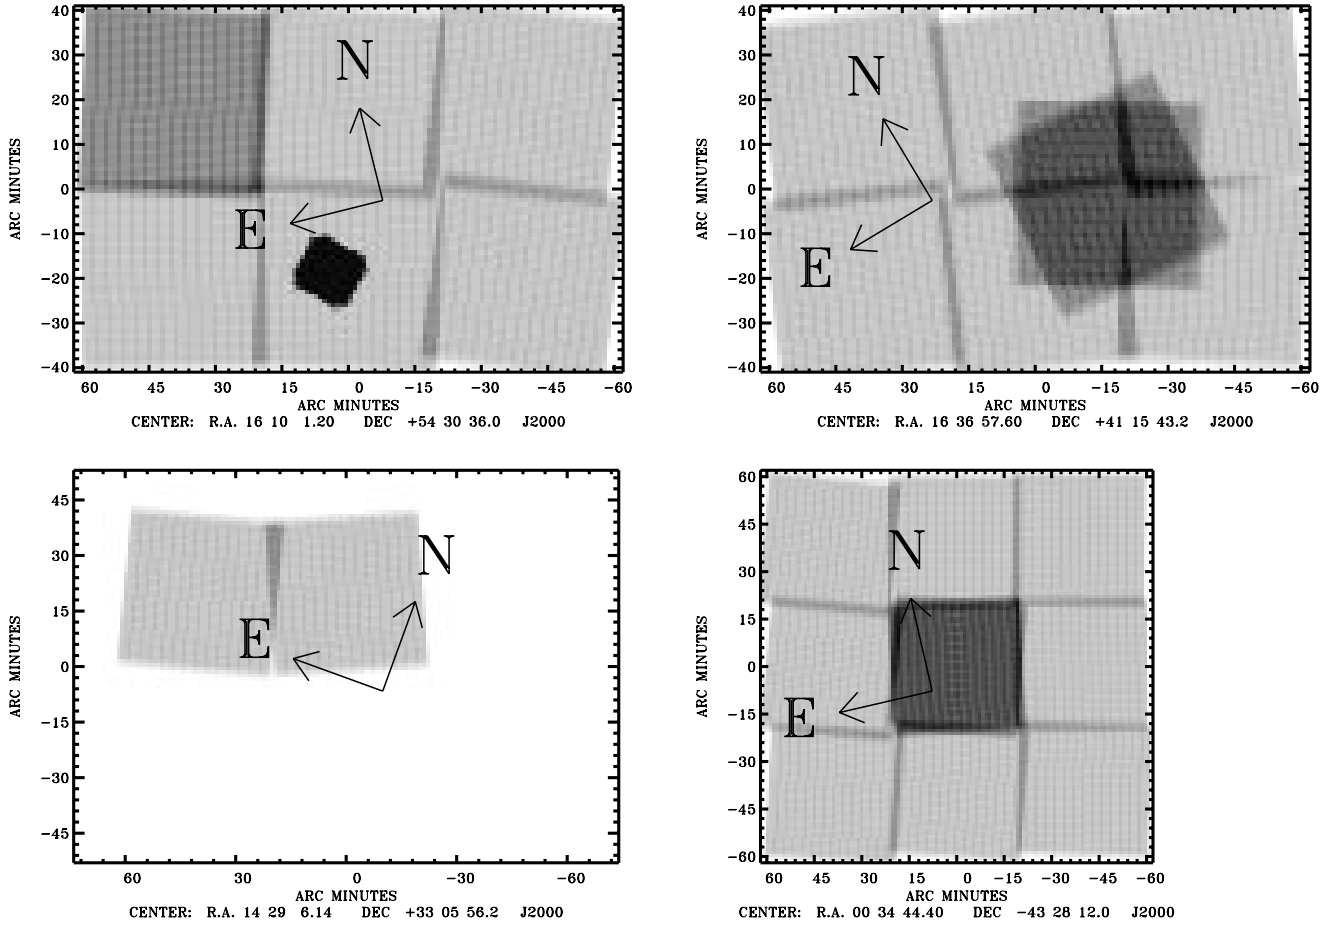 40
30
20
10
0
−10
−20
−30
−40
ARC MINUTES
N
E
60 45 30 15 0 −15 −30 −45 −60
ARC MINUTES
CENTER: R.A. 16 10 1.20 DEC +54 30 36.0 J2000
40
30
20
10
0
−10
−20
−30
−40
ARC MINUTES
N
E
60 45 30 15 0 −15 −30 −45 −60
ARC MINUTES
CENTER: R.A. 16 36 57.60 DEC +41 15 43.2 J2000
45
30
15
0
−15
−30
−45
ARC MINUTES
N
E
60 30 0 −30 −60
ARC MINUTES
CENTER: R.A. 14 29 6.14 DEC +33 05 56.2 J2000
60
45
30
15
0
−15
−30
−45
−60
ARC MINUTES
N
E
60 45 30 15 0 −15 −30 −45 −60
ARC MINUTES
CENTER: R.A. 00 34 44.40 DEC −43 28 12.0 J2000